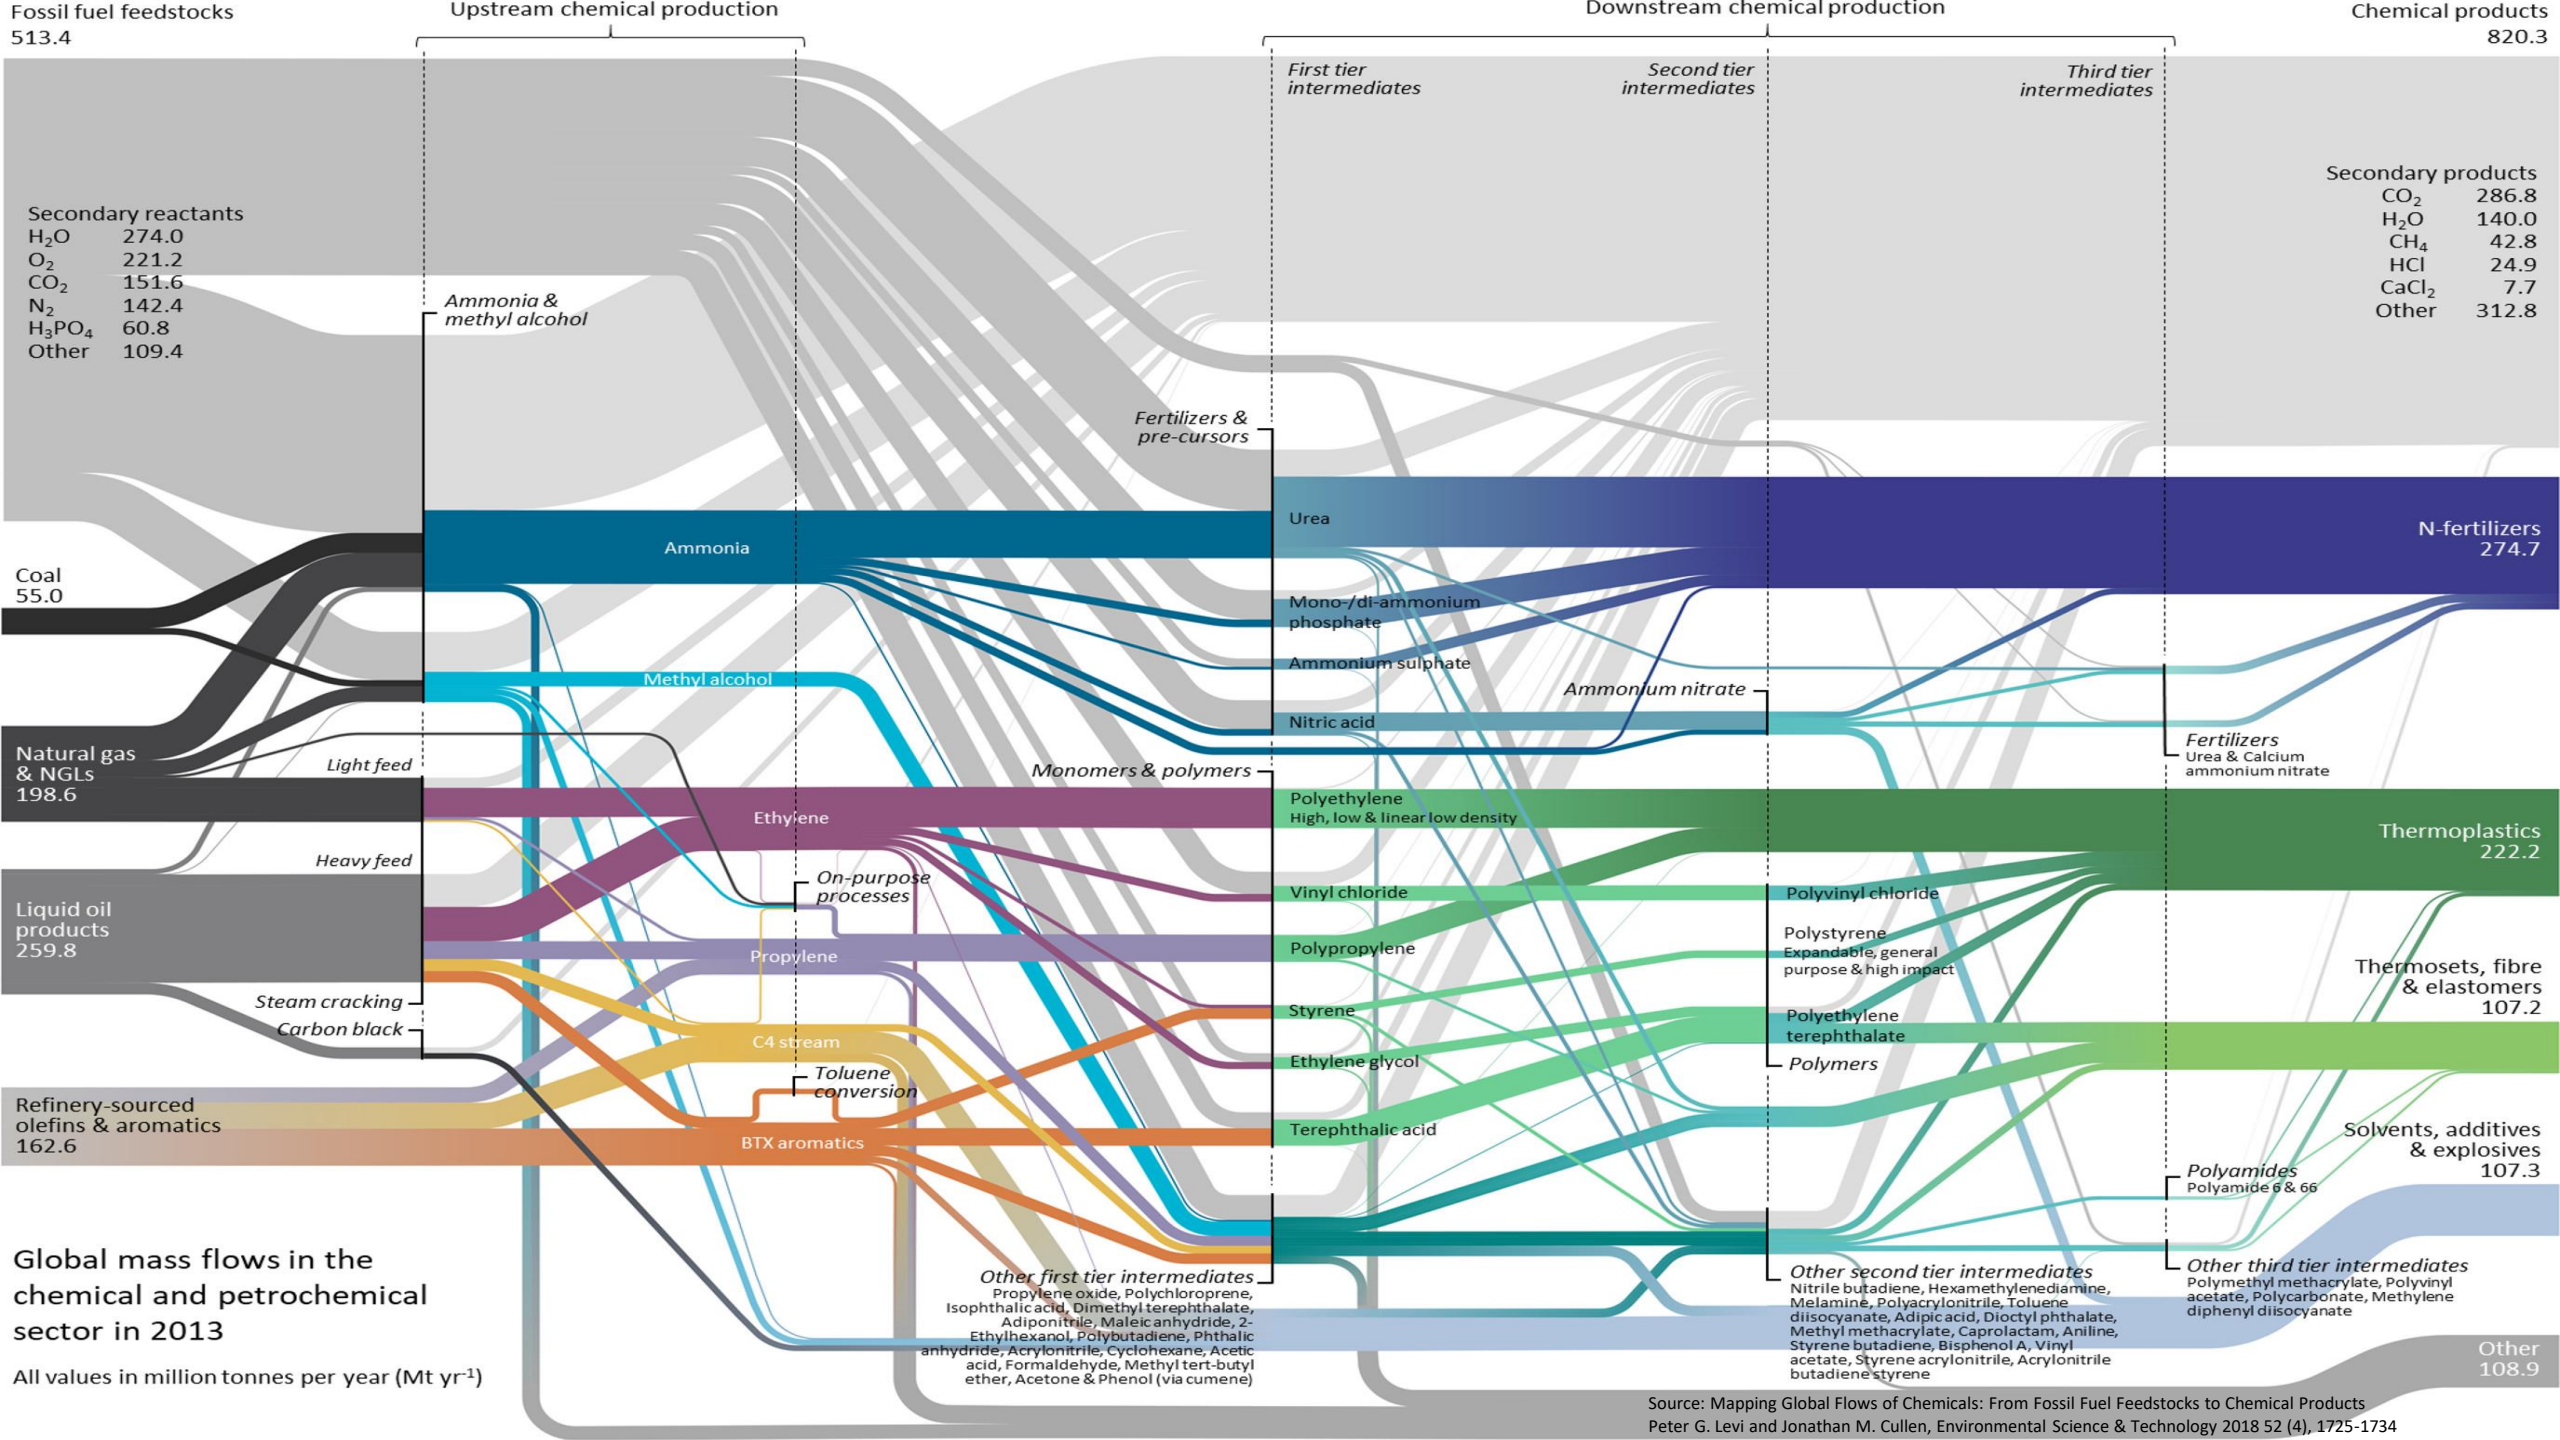 Fossil fuel feedstocks
513.4
Upstream chemical production
Downstream chemical production
Chemical products
820.3
First tier
intermediates
Second tier
intermediates
Third tier
intermediates
Secondary reactants
H₂O 274.0
O₂ 221.2
CO₂ 151.6
N₂ 142.4
H₃PO₄ 60.8
Other 109.4
Secondary products
CO₂ 286.8
H₂O 140.0
CH₄ 42.8
HCl 24.9
CaCl₂ 7.7
Other 312.8
Ammonia &
methyl alcohol
Fertilizers &
pre-cursors
Coal
55.0
Ammonia
Urea
N-fertilizers
274.7
Mono-/di-ammonium
phosphate
Ammonium sulphate
Methyl alcohol
Ammonium nitrate
Nitric acid
Fertilizers
Urea & Calcium
ammonium nitrate
Natural gas
& NGLs
198.6
Light feed
Monomers & polymers
Polyethylene
High, low & linear low density
Ethylene
Thermoplastics
222.2
Heavy feed
On-purpose
processes
Vinyl chloride
Polyvinyl chloride
Liquid oil
products
259.8
Polypropylene
Polystyrene
Expandable, general
purpose & high impact
Propylene
Thermosets, fibre
& elastomers
107.2
Steam cracking
Carbon black
Styrene
Polyethylene
terephthalate
C4 stream
Ethylene glycol
Polymers
Toluene
conversion
Refinery-sourced
olefins & aromatics
162.6
BTX aromatics
Terephthalic acid
Solvents, additives
& explosives
107.3
Polyamides
Polyamide 6 & 66
Global mass flows in the
chemical and petrochemical
sector in 2013
All values in million tonnes per year (Mt yr⁻¹)
Other first tier intermediates
Propylene oxide, Polychloroprene,
Isophthalic acid, Dimethyl terephthalate,
Adiponitrile, Maleic anhydride, 2-
Ethylhexanol, Polybutadiene, Phthalic
anhydride, Acrylonitrile, Cyclohexane, Acetic
acid, Formaldehyde, Methyl tert-butyl
ether, Acetone & Phenol (via cumene)
Other second tier intermediates
Nitrile butadiene, Hexamethylenediamine,
Melamine, Polyacrylonitrile, Toluene
diisocyanate, Adipic acid, Dioctyl phthalate,
Methyl methacrylate, Caprolactam, Aniline,
Styrene butadiene, Bisphenol A, Vinyl
acetate, Styrene acrylonitrile, Acrylonitrile
butadiene styrene
Other third tier intermediates
Polymethyl methacrylate, Polyvinyl
acetate, Polycarbonate, Methylene
diphenyl diisocyanate
Other
108.9
Source: Mapping Global Flows of Chemicals: From Fossil Fuel Feedstocks to Chemical Products
Peter G. Levi and Jonathan M. Cullen, Environmental Science & Technology 2018 52 (4), 1725-1734